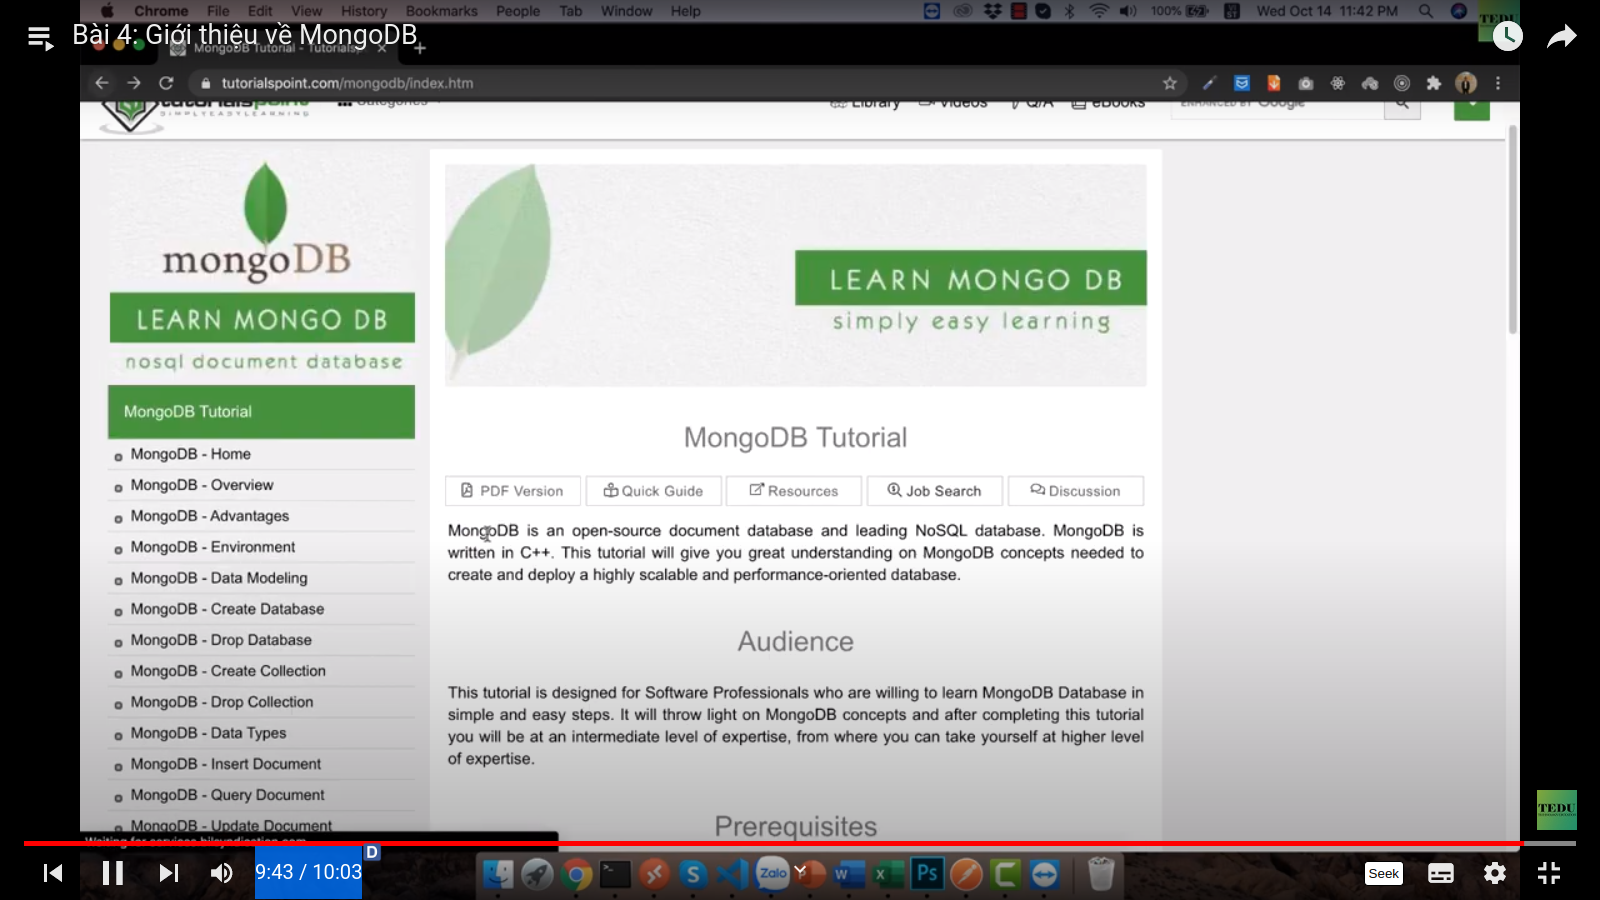 Chrome File Edit View History Bookmarks People Tab Window Help 100% Wed Oct 14 11:42 PM
Bài 4: Giới thiệu về MongoDB
MongoDB Tutorial - Tutorials
tutorialspoint.com/mongodb/index.htm
tutorialspoint Categories Library Videos Q/A eBooks ENHANCED BY Google
SIMPLYEASYLEARNING
mongoDB
LEARN MONGO DB
nosql document database
MongoDB Tutorial
MongoDB - Home
MongoDB - Overview
MongoDB - Advantages
MongoDB - Environment
MongoDB - Data Modeling
MongoDB - Create Database
MongoDB - Drop Database
MongoDB - Create Collection
MongoDB - Drop Collection
MongoDB - Data Types
MongoDB - Insert Document
MongoDB - Query Document
MongoDB - Update Document
LEARN MONGO DB
simply easy learning
MongoDB Tutorial
PDF Version Quick Guide Resources Job Search Discussion
MongoDB is an open-source document database and leading NoSQL database. MongoDB is
written in C++. This tutorial will give you great understanding on MongoDB concepts needed to
create and deploy a highly scalable and performance-oriented database.
Audience
This tutorial is designed for Software Professionals who are willing to learn MongoDB Database in
simple and easy steps. It will throw light on MongoDB concepts and after completing this tutorial
you will be at an intermediate level of expertise, from where you can take yourself at higher level
of expertise.
Prerequisites
TEDU
9:43 / 10:03
D
Zalo
Ps
Seek